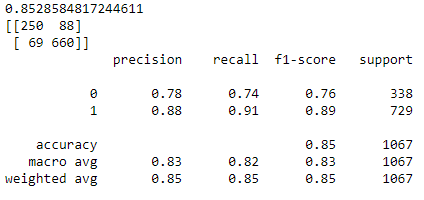 0.8528584817244611
[[250  88]
 [ 69 660]]
              precision    recall  f1-score   support
           0       0.78      0.74      0.76       338
           1       0.88      0.91      0.89       729
    accuracy                           0.85      1067
   macro avg       0.83      0.82      0.83      1067
weighted avg       0.85      0.85      0.85      1067